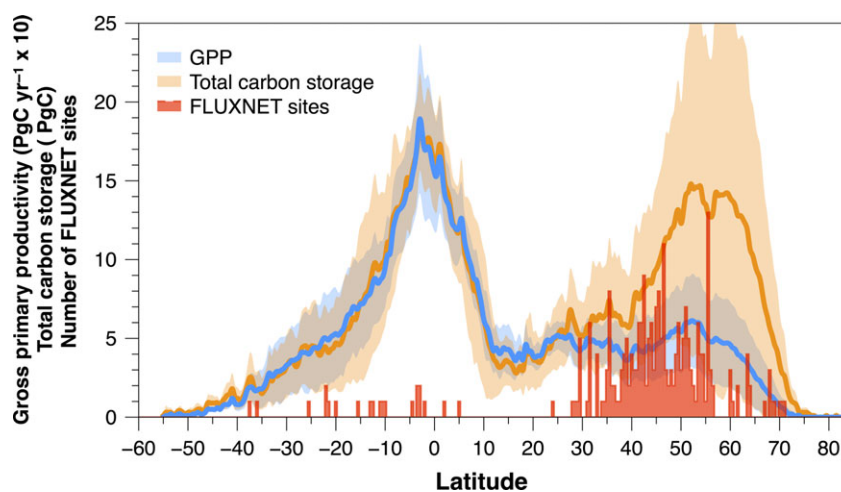 Gross primary productivity (PgC yr⁻¹ x 10)
Total carbon storage ( PgC)
Number of FLUXNET sites
25
20
15
10
5
0
GPP
Total carbon storage
FLUXNET sites
−60 −50 −40 −30 −20 −10 0 10 20 30 40 50 60 70 80
Latitude